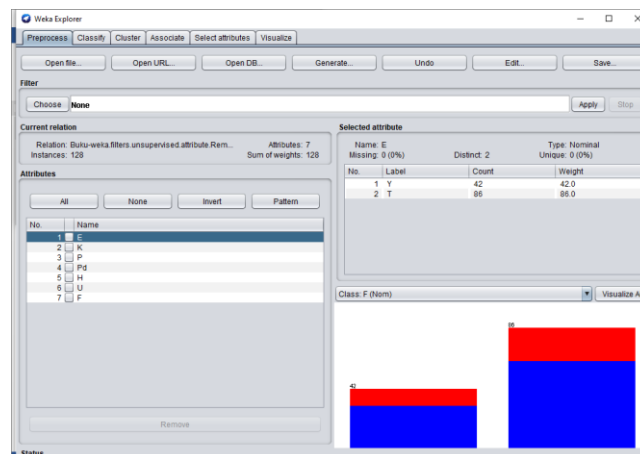 Weka Explorer
Preprocess Classify Cluster Associate Select attributes Visualize
Open file... Open URL... Open DB... Generate... Undo Edit... Save...
Filter
Choose None Apply Stop
Current relation
Relation: Buku-weka.filters.unsupervised.attribute.Rem... Attributes: 7
Instances: 128 Sum of weights: 128
Attributes
All None Invert Pattern
No. Name
1 E
2 K
3 P
4 Pd
5 H
6 U
7 F
Remove
Status
Selected attribute
Name: E Type: Nominal
Missing: 0 (0%) Distinct: 2 Unique: 0 (0%)
No. Label Count Weight
1 Y 42 42.0
2 T 86 86.0
Class: F (Nom) Visualize A
42
86